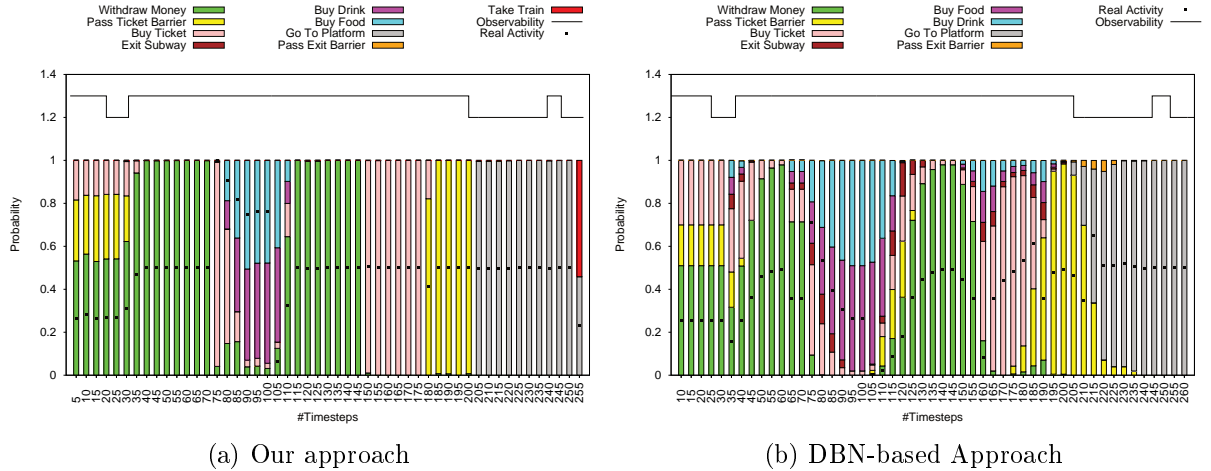 Withdraw Money
Pass Ticket Barrier
Buy Ticket
Exit Subway
Buy Drink
Buy Food
Go To Platform
Pass Exit Barrier
Take Train
Observability
Real Activity
1.4
1.2
1
0.8
0.6
0.4
0.2
0
Probability
5 10 15 20 25 30 35 40 45 50 55 60 65 70 75 80 85 90 95 100 105 110 115 120 125 130 135 140 145 150 155 160 165 170 175 180 185 190 195 200 205 210 215 220 225 230 235 240 245 250 255
#Timesteps
(a) Our approach
Withdraw Money
Pass Ticket Barrier
Buy Ticket
Exit Subway
Buy Food
Buy Drink
Go To Platform
Pass Exit Barrier
Real Activity
Observability
1.4
1.2
1
0.8
0.6
0.4
0.2
0
Probability
10 15 20 25 30 35 40 45 50 55 60 65 70 75 80 85 90 95 100 105 110 115 120 125 130 135 140 145 150 155 160 165 170 175 180 185 190 195 200 205 210 215 220 225 230 235 240 245 250 255 260
#Timesteps
(b) DBN-based Approach